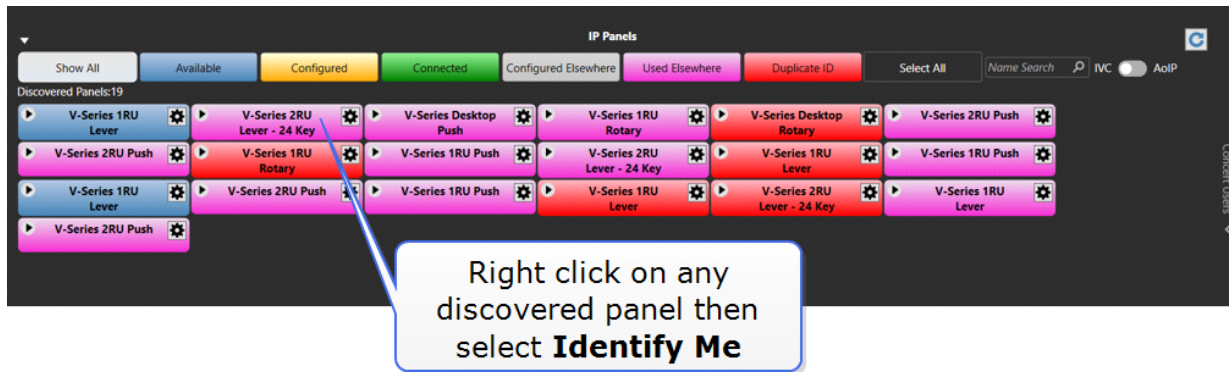 IP Panels
Show All Available Configured Connected Configured Elsewhere Used Elsewhere Duplicate ID Select All Name Search IVC AoIP
Discovered Panels:19
V-Series 1RU Lever
V-Series 2RU Lever - 24 Key
V-Series Desktop Push
V-Series 1RU Rotary
V-Series Desktop Rotary
V-Series 2RU Push
V-Series 2RU Push
V-Series 1RU Rotary
V-Series 1RU Push
V-Series 2RU Lever - 24 Key
V-Series 1RU Lever
V-Series 1RU Push
V-Series 1RU Lever
V-Series 2RU Push
V-Series 1RU Push
V-Series 1RU Lever
V-Series 2RU Lever - 24 Key
V-Series 1RU Lever
V-Series 2RU Push
Concert Users
Right click on any
discovered panel then
select Identify Me